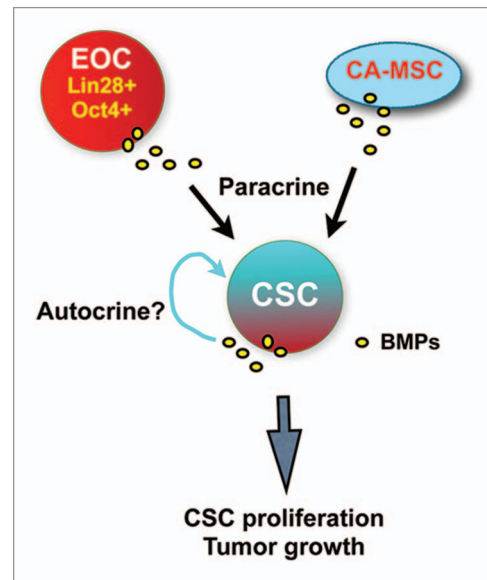 EOC
Lin28+
Oct4+
CA-MSC
Paracrine
CSC
Autocrine?
BMPs
CSC proliferation
Tumor growth